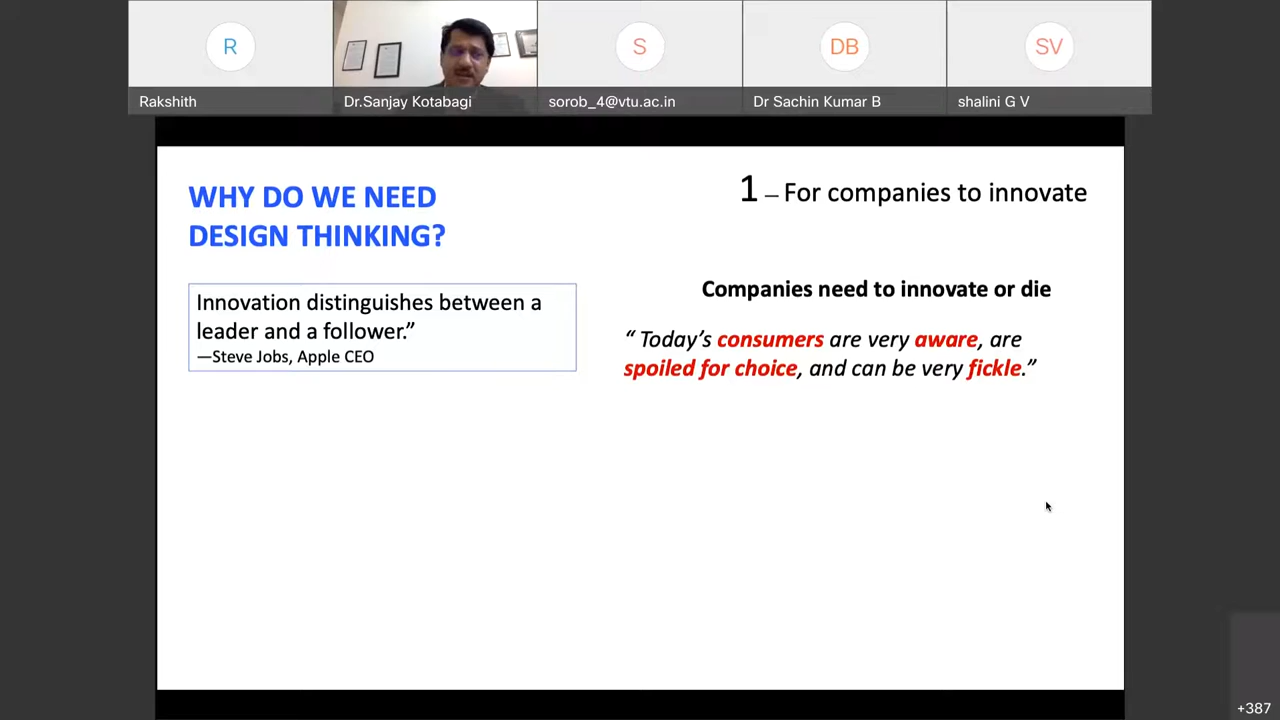 R
S
DB
SV
Rakshith
Dr.Sanjay Kotabagi
sorob_4@vtu.ac.in
Dr Sachin Kumar B
shalini G V
WHY DO WE NEED
DESIGN THINKING?
1 – For companies to innovate
Innovation distinguishes between a
leader and a follower.”
—Steve Jobs, Apple CEO
Companies need to innovate or die
“ Today’s consumers are very aware, are
spoiled for choice, and can be very fickle.”
+387